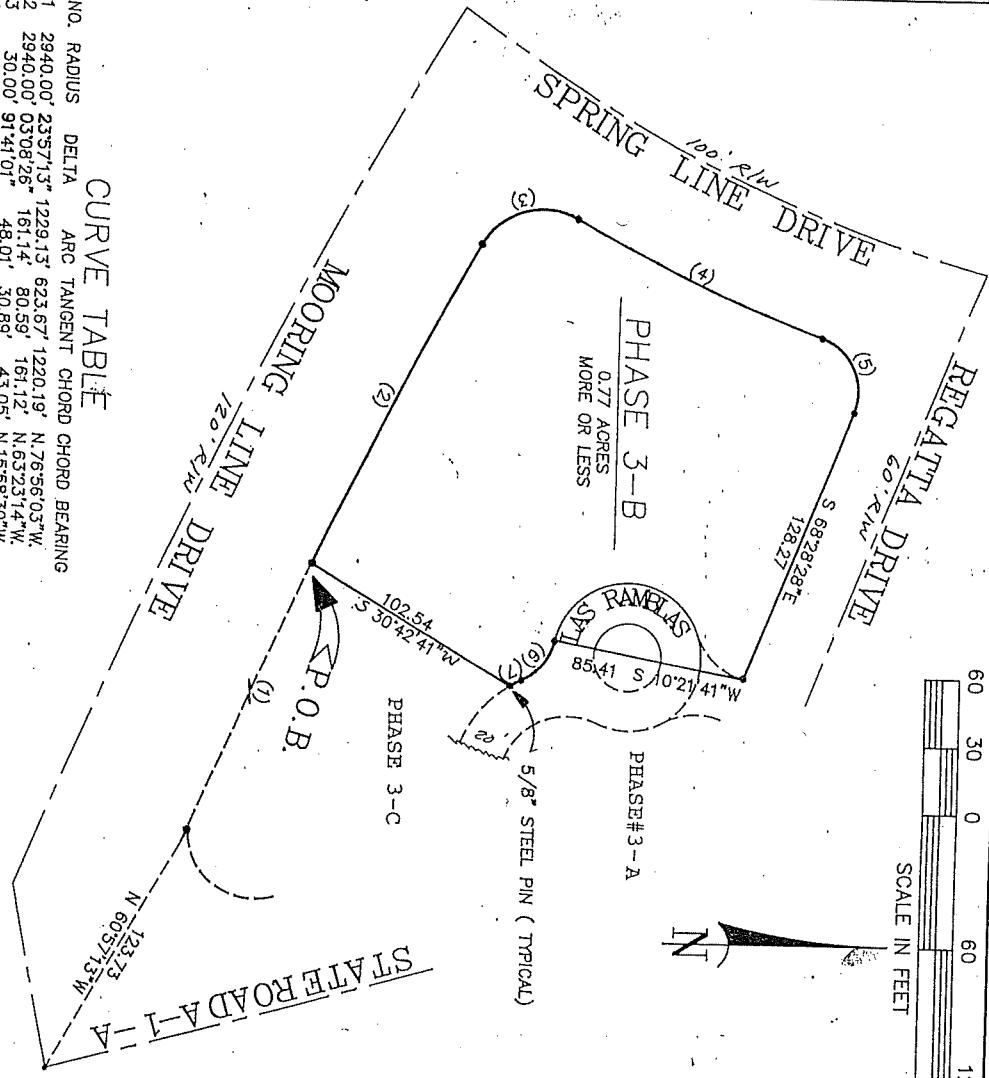 SPRING LINE DRIVE
100' R/W
REGATTA DRIVE
60' R/W
S 68°28'28"E
128.27
(3)
(4)
(5)
PHASE 3-B
0.77 ACRES
MORE OR LESS
(2)
MOORING LINE DRIVE
120' R/W
LAS RAMBLAS
85.41 S 10°21'41"W
(6)
(7)
102.54
S 30°42'41"W
P.O.B.
(1)
PHASE 3-C
PHASE#3-A
5/8" STEEL PIN ( TYPICAL)
123.73
N 60°57'13"W
STATE ROAD A-1-A
N
60 30 0 60
SCALE IN FEET
CURVE TABLE
NO. RADIUS DELTA ARC TANGENT CHORD CHORD BEARING
1 2940.00' 23°57'13" 1229.13' 623.67' 1220.19' N.76°56'03"W.
2 2940.00' 03°08'26" 161.14' 80.59' 161.12' N.63°23'14"W.
3 30.00' 91°41'01" 48.01' 30.89' 43.05' N.15°58'30"W.